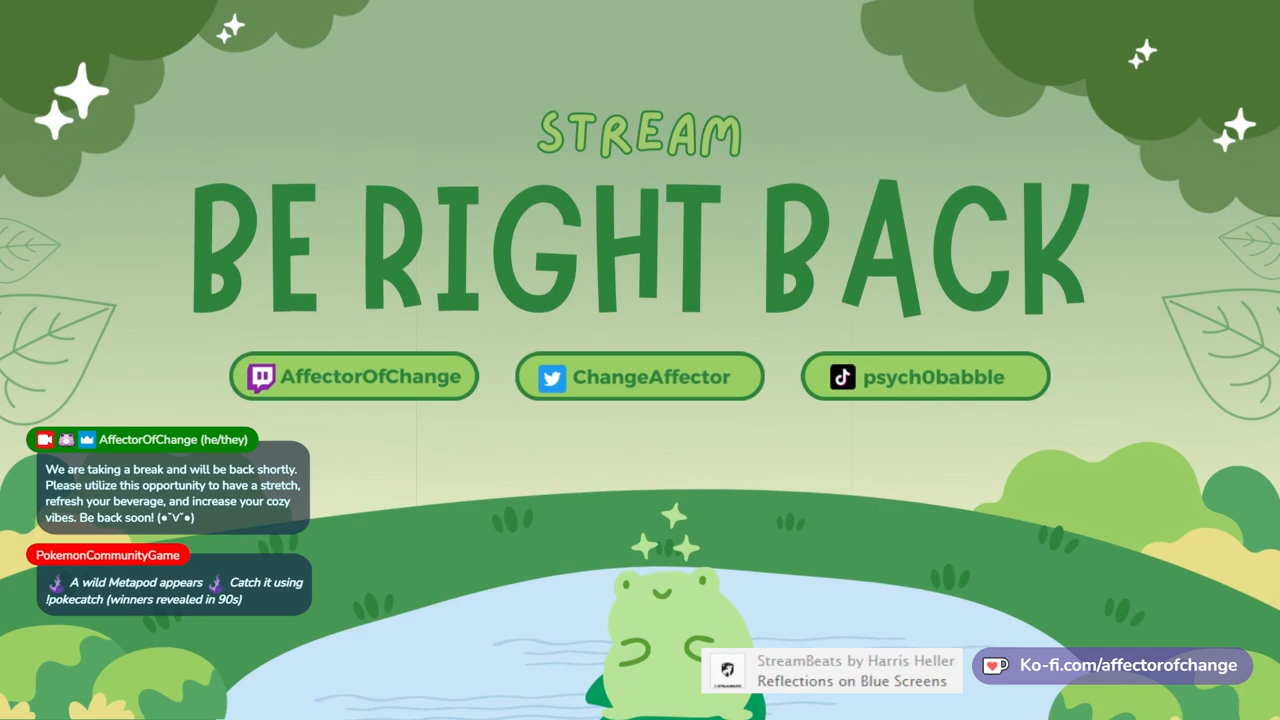 STREAM
BE RIGHT BACK
AffectorOfChange
ChangeAffector
psych0babble
AffectorOfChange (he/they)
We are taking a break and will be back shortly.
Please utilize this opportunity to have a stretch,
refresh your beverage, and increase your cozy
vibes. Be back soon! (●ˇ∨ˇ●)
PokemonCommunityGame
A wild Metapod appears Catch it using
!pokecatch (winners revealed in 90s)
StreamBeats by Harris Heller
Reflections on Blue Screens
Ko-fi.com/affectorofchange